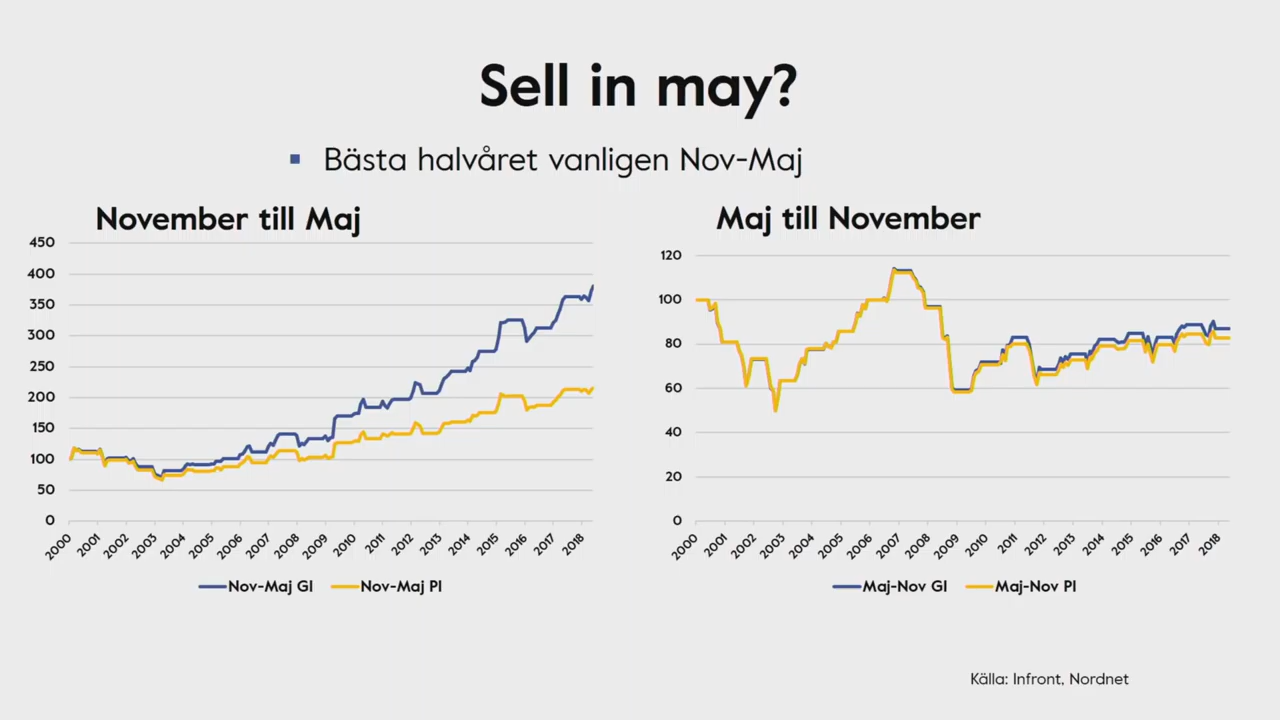 Sell in may?
▪ Bästa halvåret vanligen Nov-Maj
November till Maj
450
400
350
300
250
200
150
100
50
0
2000 2001 2002 2003 2004 2005 2006 2007 2008 2009 2010 2011 2012 2013 2014 2015 2016 2017 2018
Nov-Maj GI Nov-Maj PI
Maj till November
120
100
80
60
40
20
0
2000 2001 2002 2003 2004 2005 2006 2007 2008 2009 2010 2011 2012 2013 2014 2015 2016 2017 2018
Maj-Nov GI Maj-Nov PI
Källa: Infront, Nordnet